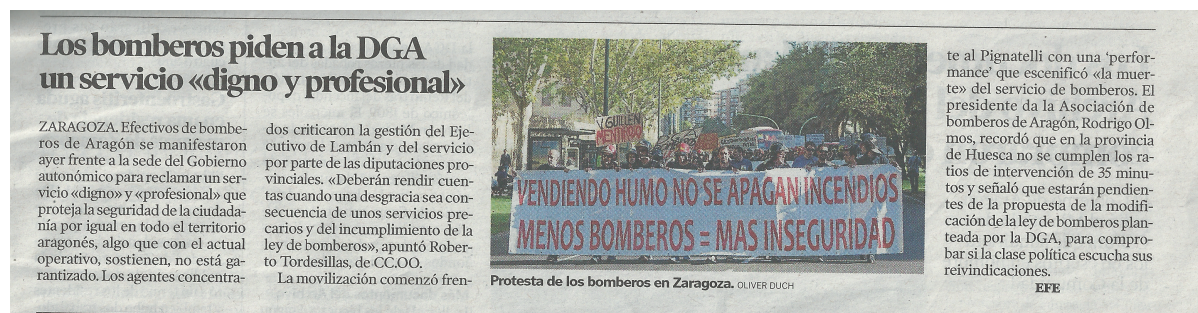 Los bomberos piden a la DGA
un servicio «digno y profesional»
ZARAGOZA. Efectivos de bombe-
ros de Aragón se manifestaron
ayer frente a la sede del Gobierno
autonómico para reclamar un ser-
vicio «digno» y «profesional» que
proteja la seguridad de la ciudada-
nía por igual en todo el territorio
aragonés, algo que con el actual
operativo, sostienen, no está ga-
rantizado. Los agentes concentra-
dos criticaron la gestión del Eje-
cutivo de Lambán y del servicio
por parte de las diputaciones pro-
vinciales. «Deberán rendir cuen-
tas cuando una desgracia sea con-
secuencia de unos servicios pre-
carios y del incumplimiento de la
ley de bomberos», apuntó Rober-
to Tordesillas, de CC.OO.
La movilización comenzó fren-
GUILLEN
MENTIROSO
VENDIENDO HUMO NO SE APAGAN INCENDIOS
MENOS BOMBEROS = MAS INSEGURIDAD
Protesta de los bomberos en Zaragoza. OLIVER DUCH
te al Pignatelli con una ‘perfor-
mance’ que escenificó «la muer-
te» del servicio de bomberos. El
presidente da la Asociación de
bomberos de Aragón, Rodrigo Ol-
mos, recordó que en la provincia
de Huesca no se cumplen los ra-
tios de intervención de 35 minu-
tos y señaló que estarán pendien-
tes de la propuesta de la modifi-
cación de la ley de bomberos plan-
teada por la DGA, para compro-
bar si la clase política escucha sus
reivindicaciones.
EFE